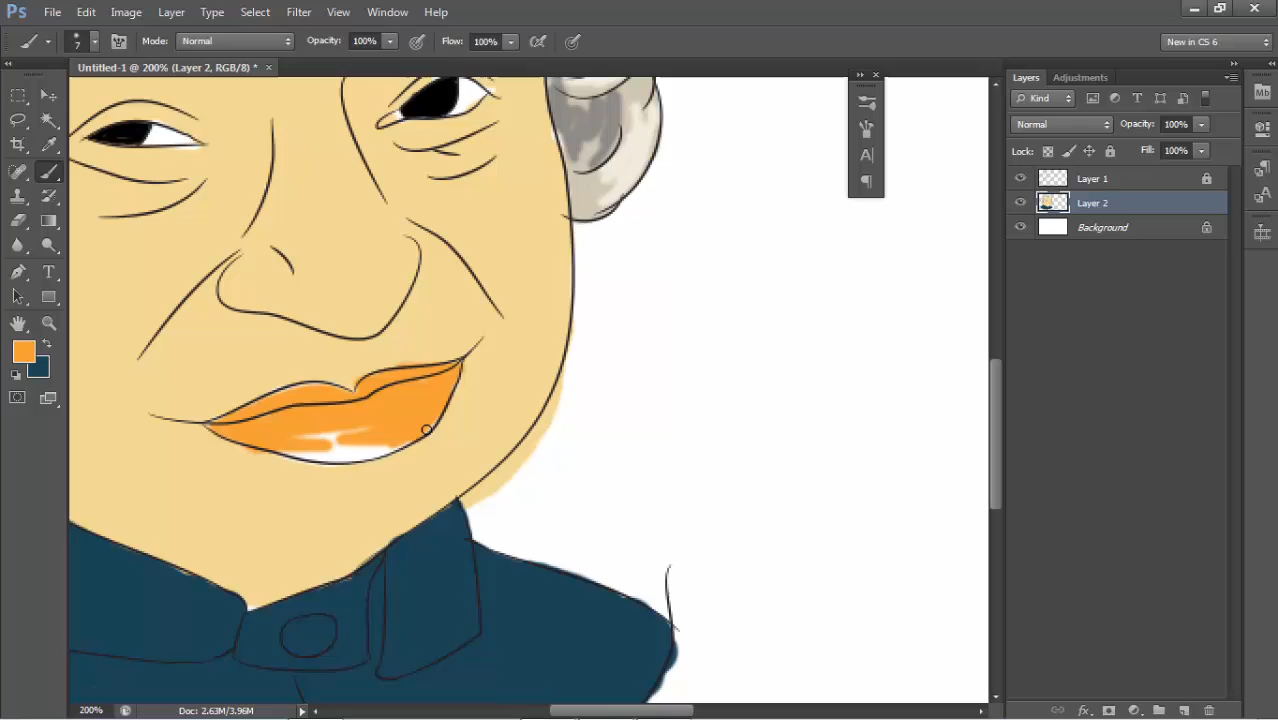 Ps File Edit Image Layer Type Select Filter View Window Help
7 Mode: Normal Opacity: 100% Flow: 100% New in CS 6
Untitled-1 @ 200% (Layer 2, RGB/8) * ×
Layers Adjustments
Kind
Normal Opacity: 100%
Lock: Fill: 100%
Layer 1
Layer 2
Background
Mb
200% Doc: 2.63M/3.96M